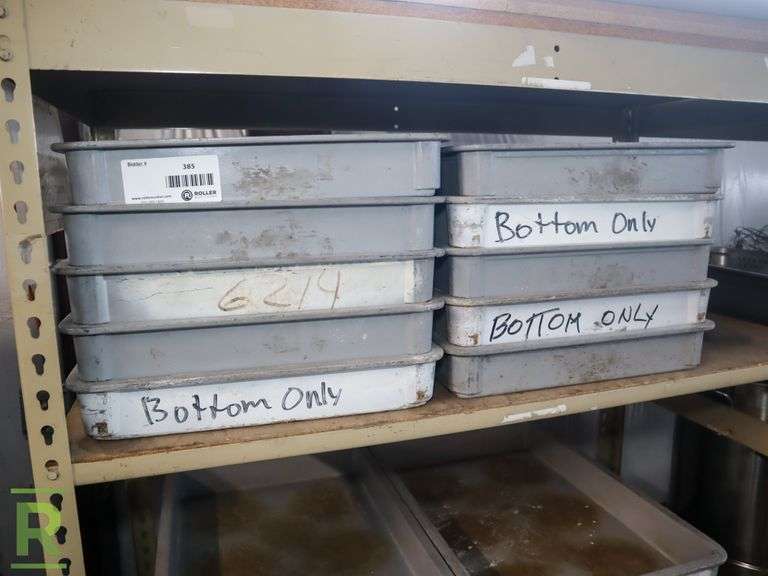 Bidder #
385
ROLLER
6214
Bottom Only
Bottom Only
BOTTOM ONLY
R